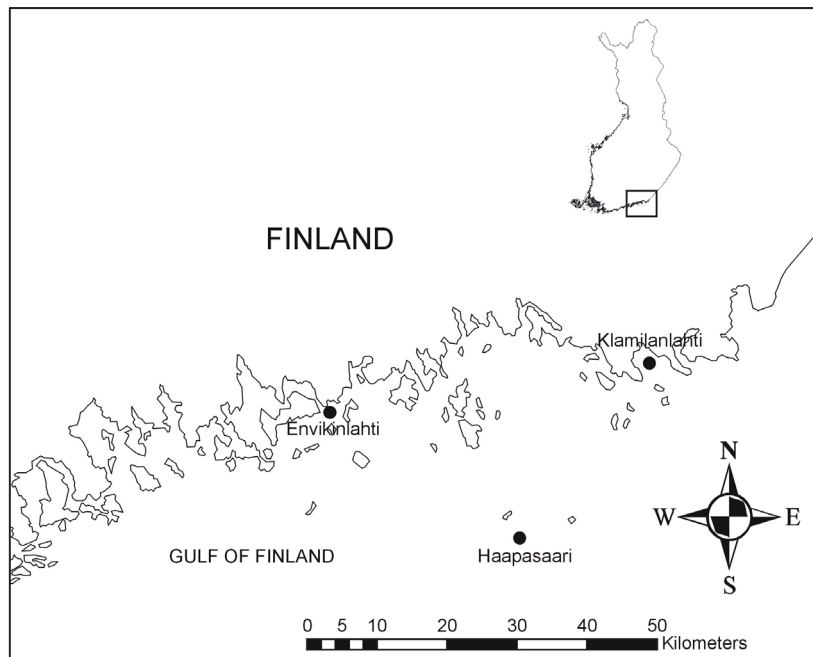 FINLAND
Klamilanlahti
Envikinlahti
N
W E
S
GULF OF FINLAND
Haapasaari
0 5 10 20 30 40 50
Kilometers